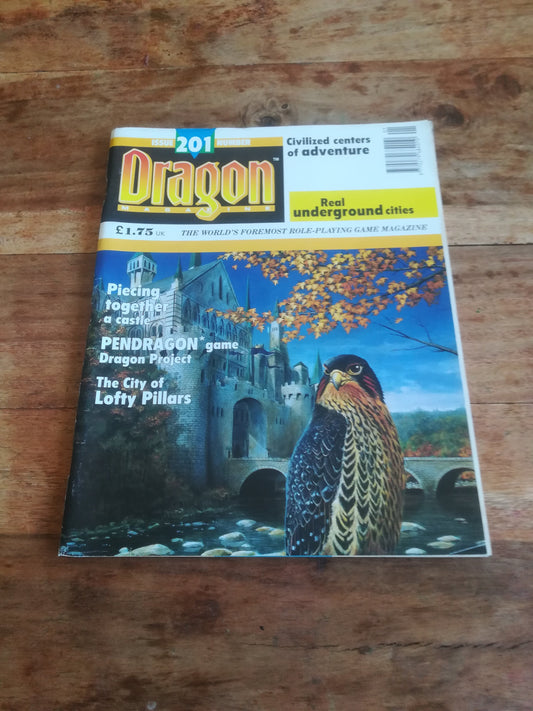 ISSUE 201 NUMBER
Dragon™
MAGAZINE
Civilized centers
of adventure
Real
underground cities
£1.75 UK
THE WORLD'S FOREMOST ROLE-PLAYING GAME MAGAZINE
Piecing
together
a castle
PENDRAGON* game
Dragon Project
The City of
Lofty Pillars